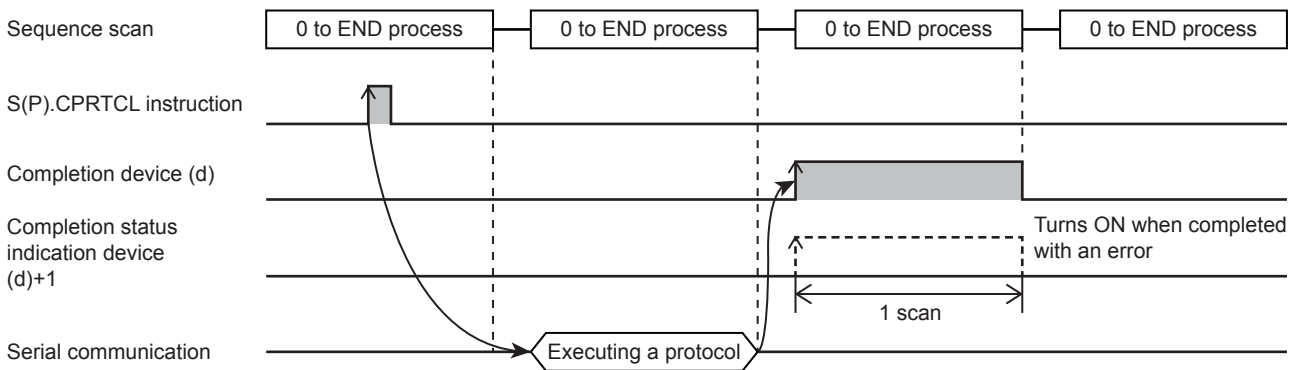 Sequence scan
0 to END process
0 to END process
0 to END process
0 to END process
S(P).CPRTCL instruction
Completion device (d)
Completion status
indication device
(d)+1
Turns ON when completed
with an error
1 scan
Serial communication
Executing a protocol